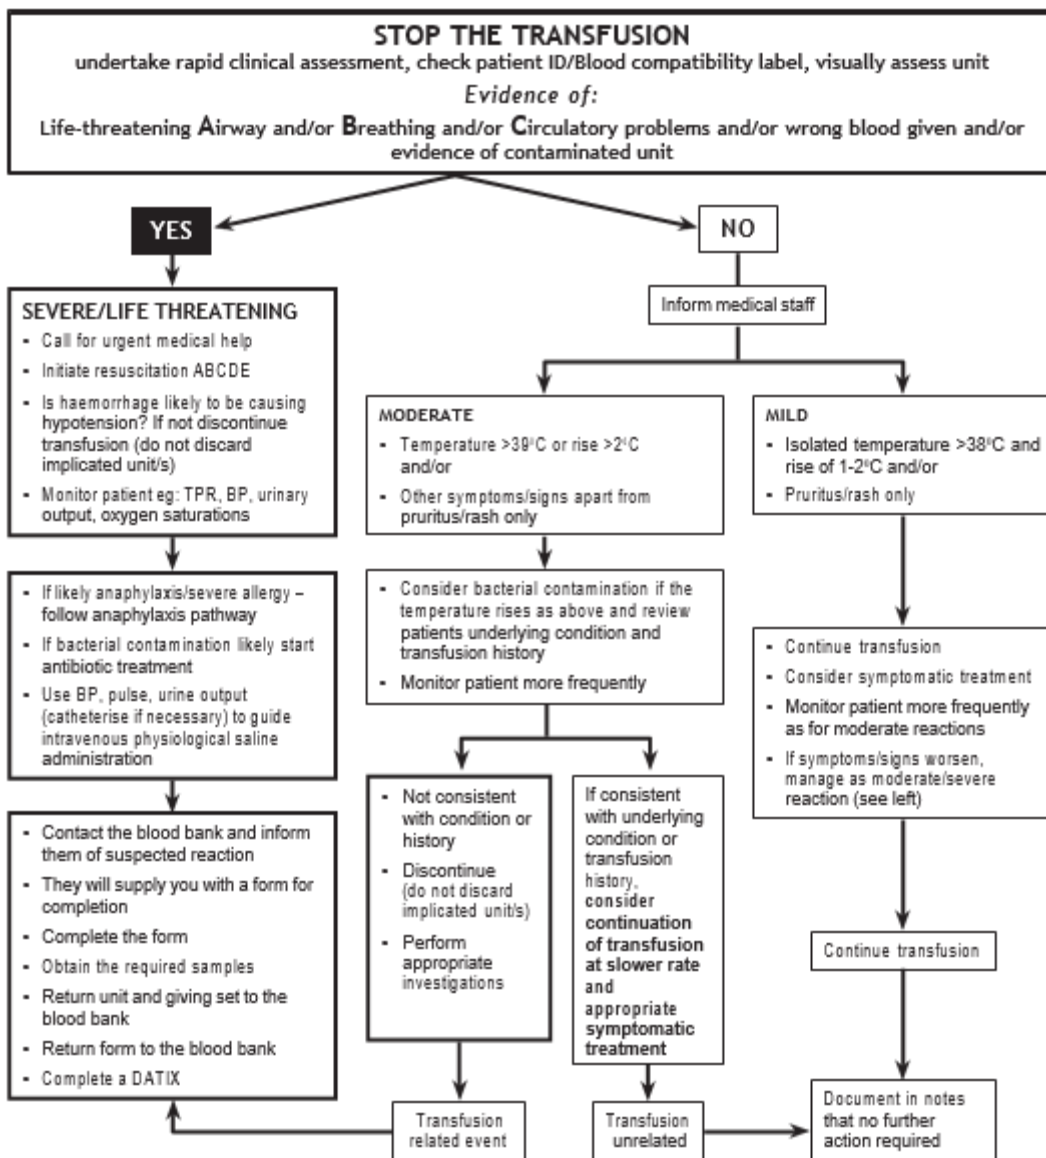 STOP THE TRANSFUSION
undertake rapid clinical assessment, check patient ID/Blood compatibility label, visually assess unit
Evidence of:
Life-threatening Airway and/or Breathing and/or Circulatory problems and/or wrong blood given and/or
evidence of contaminated unit
YES
NO
SEVERE/LIFE THREATENING
- Call for urgent medical help
- Initiate resuscitation ABCDE
- Is haemorrhage likely to be causing
hypotension? If not discontinue
transfusion (do not discard
implicated unit/s)
- Monitor patient eg: TPR, BP, urinary
output, oxygen saturations
Inform medical staff
MODERATE
- Temperature >39°C or rise >2°C
and/or
- Other symptoms/signs apart from
pruritus/rash only
MILD
- Isolated temperature >38°C and
rise of 1-2°C and/or
- Pruritus/rash only
- If likely anaphylaxis/severe allergy –
follow anaphylaxis pathway
- If bacterial contamination likely start
antibiotic treatment
- Use BP, pulse, urine output
(catheterise if necessary) to guide
intravenous physiological saline
administration
- Consider bacterial contamination if the
temperature rises as above and review
patients underlying condition and
transfusion history
- Monitor patient more frequently
- Continue transfusion
- Consider symptomatic treatment
- Monitor patient more frequently
as for moderate reactions
- If symptoms/signs worsen,
manage as moderate/severe
reaction (see left)
- Contact the blood bank and inform
them of suspected reaction
- They will supply you with a form for
completion
- Complete the form
- Obtain the required samples
- Return unit and giving set to the
blood bank
- Return form to the blood bank
- Complete a DATIX
- Not consistent
with condition or
history
- Discontinue
(do not discard
implicated unit/s)
- Perform
appropriate
investigations
If consistent
with underlying
condition or
transfusion
history,
consider
continuation
of transfusion
at slower rate
and
appropriate
symptomatic
treatment
Continue transfusion
Transfusion
related event
Transfusion
unrelated
Document in notes
that no further
action required